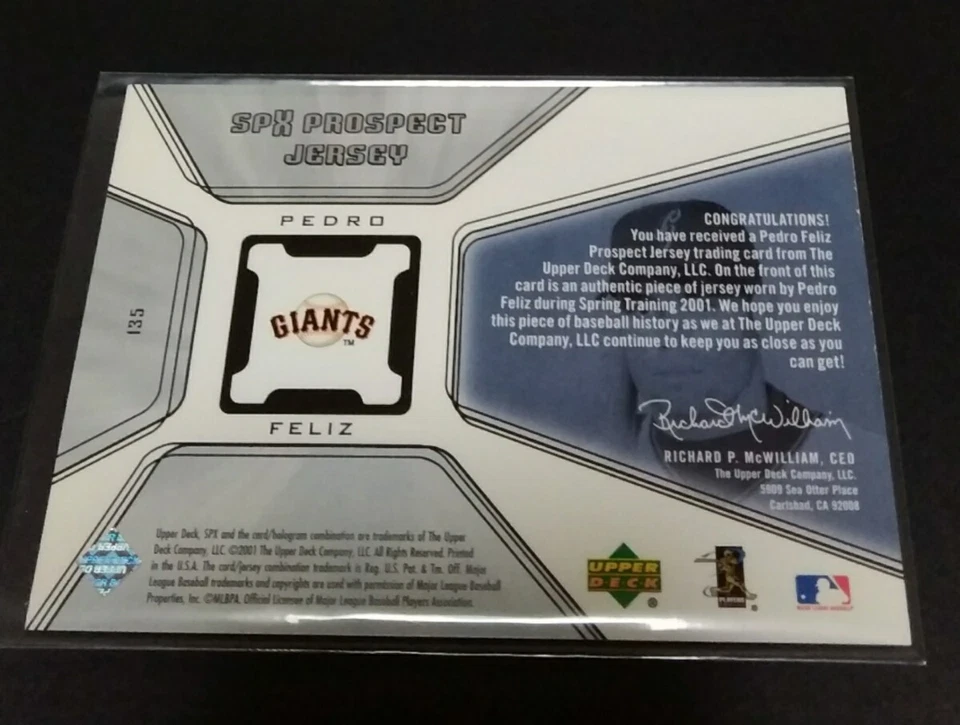 SPX PROSPECT
JERSEY
PEDRO
GIANTS
TM
FELIZ
135
CONGRATULATIONS!
You have received a Pedro Feliz
Prospect Jersey trading card from The
Upper Deck Company, LLC. On the front of this
card is an authentic piece of jersey worn by Pedro
Feliz during Spring Training 2001. We hope you enjoy
this piece of baseball history as we at The Upper Deck
Company, LLC continue to keep you as close as you
can get!
Richard P. McWilliam
RICHARD P. McWILLIAM, CEO
The Upper Deck Company, LLC.
5909 Sea Otter Place
Carlsbad, CA 92008
Upper Deck, SPX and the card/hologram combination are trademarks of The Upper
Deck Company, LLC. ©2001 The Upper Deck Company, LLC. All Rights Reserved. Printed
in the U.S.A. The card/jersey combination trademark is Reg. U.S. Pat. & Tm. Off. Major
League Baseball trademarks and copyrights are used with permission of Major League Baseball
Properties, Inc. ©MLBPA. Official Licensee of Major League Baseball Players Association.
UPPER
DECK
®
PLAYERS
®